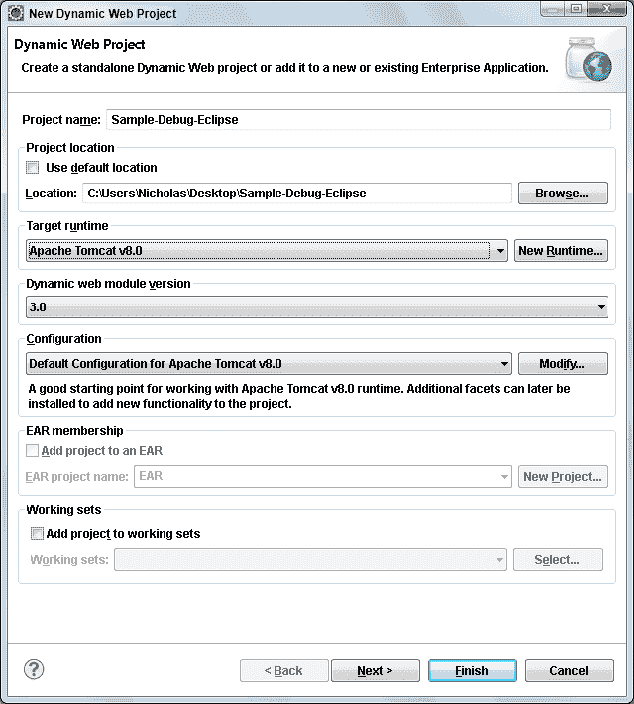 New Dynamic Web Project
Dynamic Web Project
Create a standalone Dynamic Web project or add it to a new or existing Enterprise Application.
Project name: Sample-Debug-Eclipse
Project location
Use default location
Location: C:\Users\Nicholas\Desktop\Sample-Debug-Eclipse Browse...
Target runtime
Apache Tomcat v8.0 New Runtime...
Dynamic web module version
3.0
Configuration
Default Configuration for Apache Tomcat v8.0 Modify...
A good starting point for working with Apache Tomcat v8.0 runtime. Additional facets can later be
installed to add new functionality to the project.
EAR membership
Add project to an EAR
EAR project name: EAR New Project...
Working sets
Add project to working sets
Working sets: Select...
? < Back Next > Finish Cancel